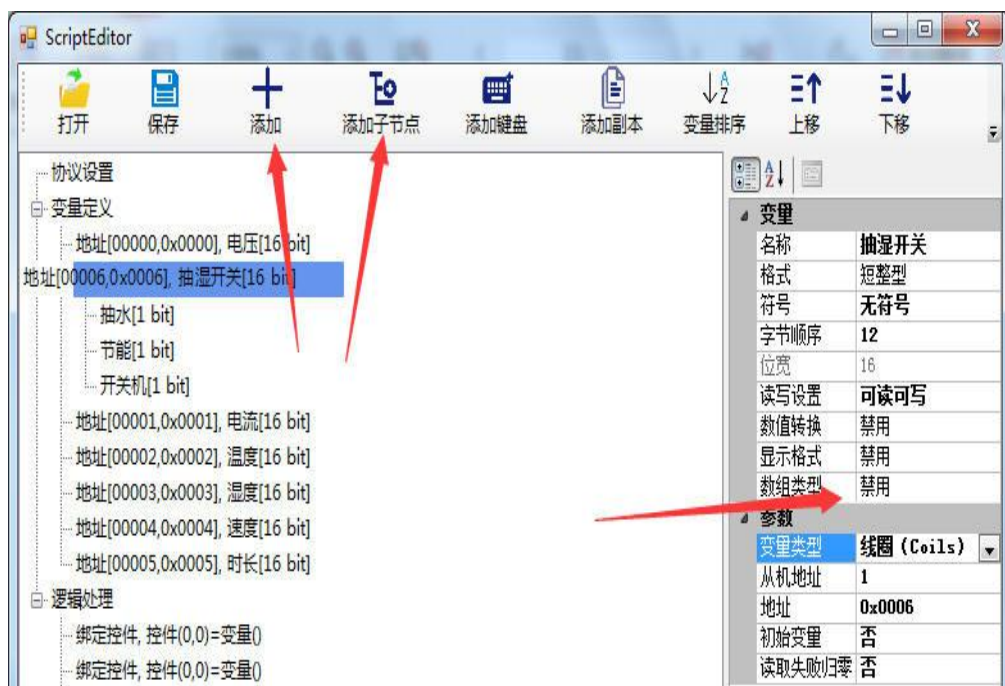 ScriptEditor
打开 保存 添加 添加子节点 添加键盘 添加副本 变量排序 上移 下移
协议设置
变量定义
地址[00000,0x0000], 电压[16 bit]
地址[00006,0x0006], 抽湿开关[16 bit]
抽水[1 bit]
节能[1 bit]
开关机[1 bit]
地址[00001,0x0001], 电流[16 bit]
地址[00002,0x0002], 温度[16 bit]
地址[00003,0x0003], 湿度[16 bit]
地址[00004,0x0004], 速度[16 bit]
地址[00005,0x0005], 时长[16 bit]
逻辑处理
绑定控件, 控件(0,0)=变量()
绑定控件, 控件(0,0)=变量()
变量
名称 抽湿开关
格式 短整型
符号 无符号
字节顺序 12
位宽 16
读写设置 可读可写
数值转换 禁用
显示格式 禁用
数组类型 禁用
参数
变量类型 线圈 (Coils)
从机地址 1
地址 0x0006
初始变量 否
读取失败归零 否